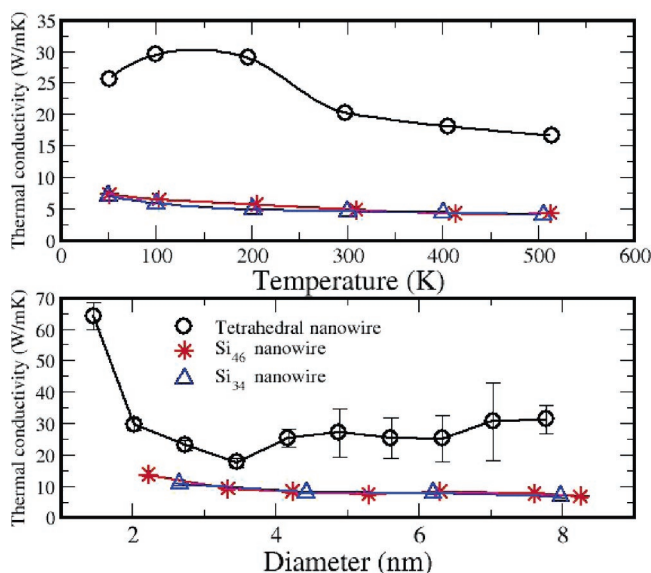 Thermal conductivity (W/mK)
35
30
25
20
15
10
5
0
0 100 200 300 400 500 600
Temperature (K)
Thermal conductivity (W/mK)
70
60
50
40
30
20
10
0
Tetrahedral nanowire
Si46 nanowire
Si34 nanowire
2 4 6 8
Diameter (nm)